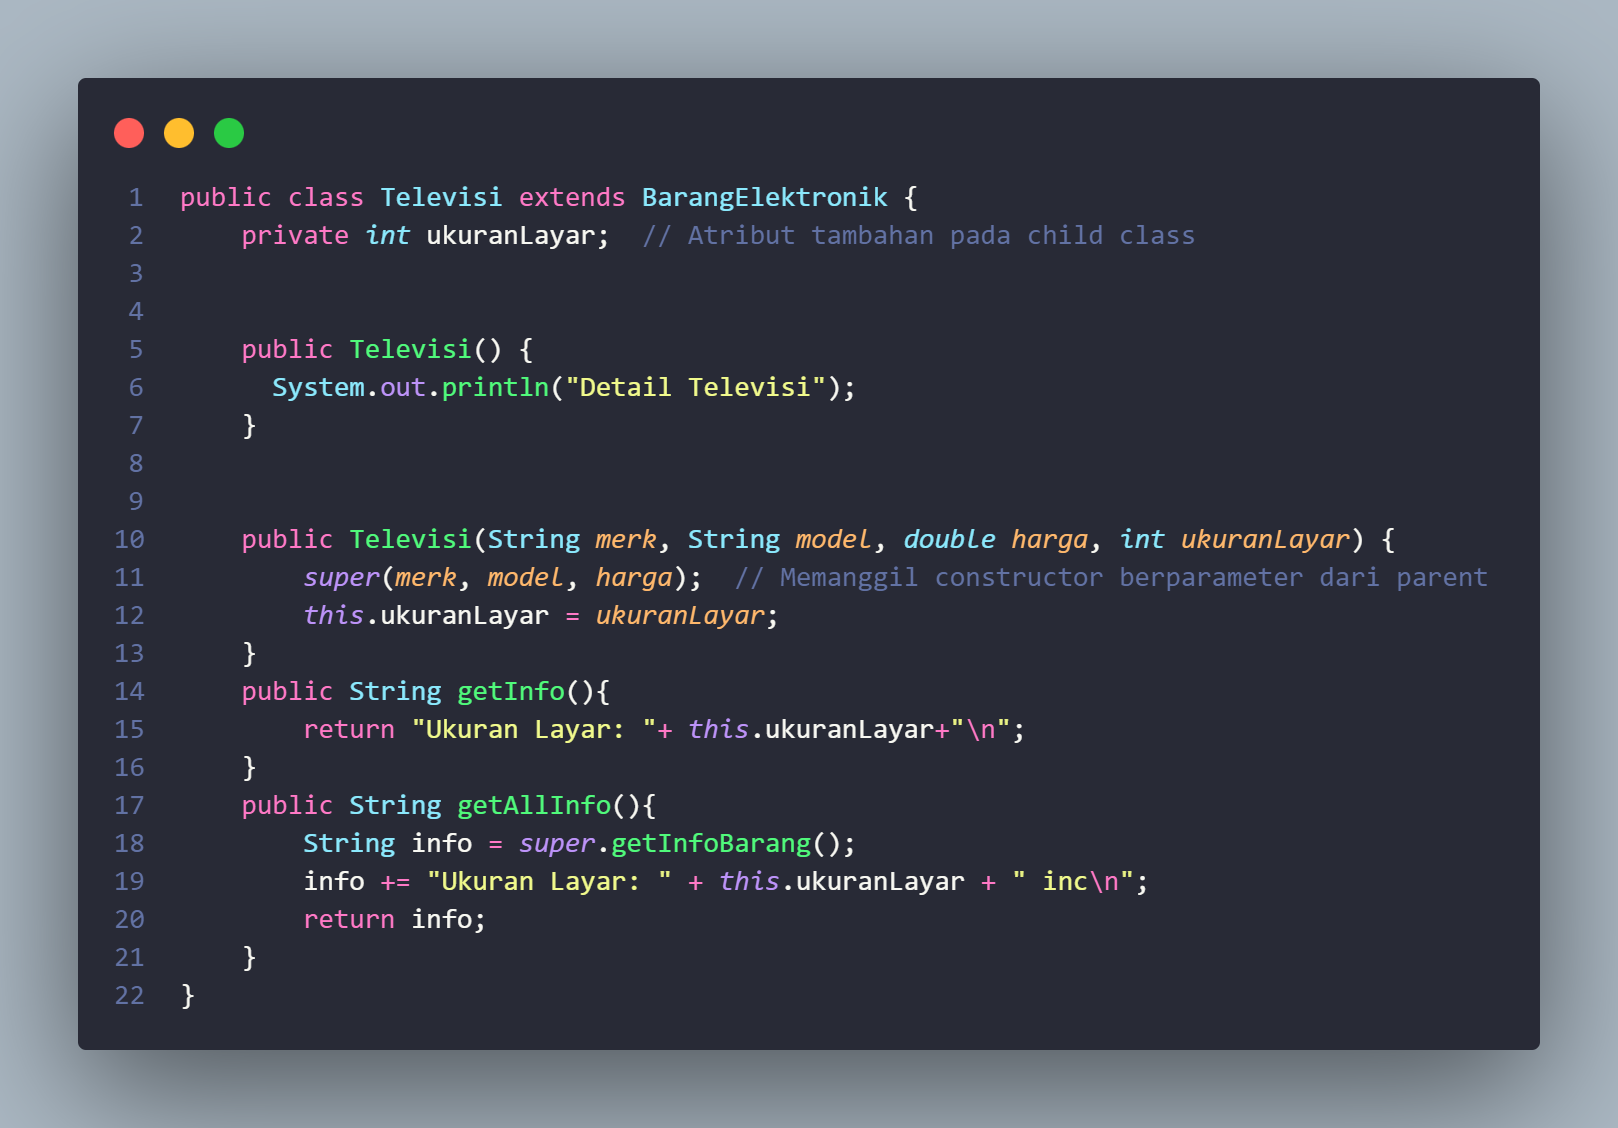 1 public class Televisi extends BarangElektronik {
2     private int ukuranLayar;  // Atribut tambahan pada child class
3
4
5     public Televisi() {
6       System.out.println("Detail Televisi");
7     }
8
9
10     public Televisi(String merk, String model, double harga, int ukuranLayar) {
11         super(merk, model, harga);  // Memanggil constructor berparameter dari parent
12         this.ukuranLayar = ukuranLayar;
13     }
14     public String getInfo(){
15         return "Ukuran Layar: "+ this.ukuranLayar+"\n";
16     }
17     public String getAllInfo(){
18         String info = super.getInfoBarang();
19         info += "Ukuran Layar: " + this.ukuranLayar + " inc\n";
20         return info;
21     }
22 }